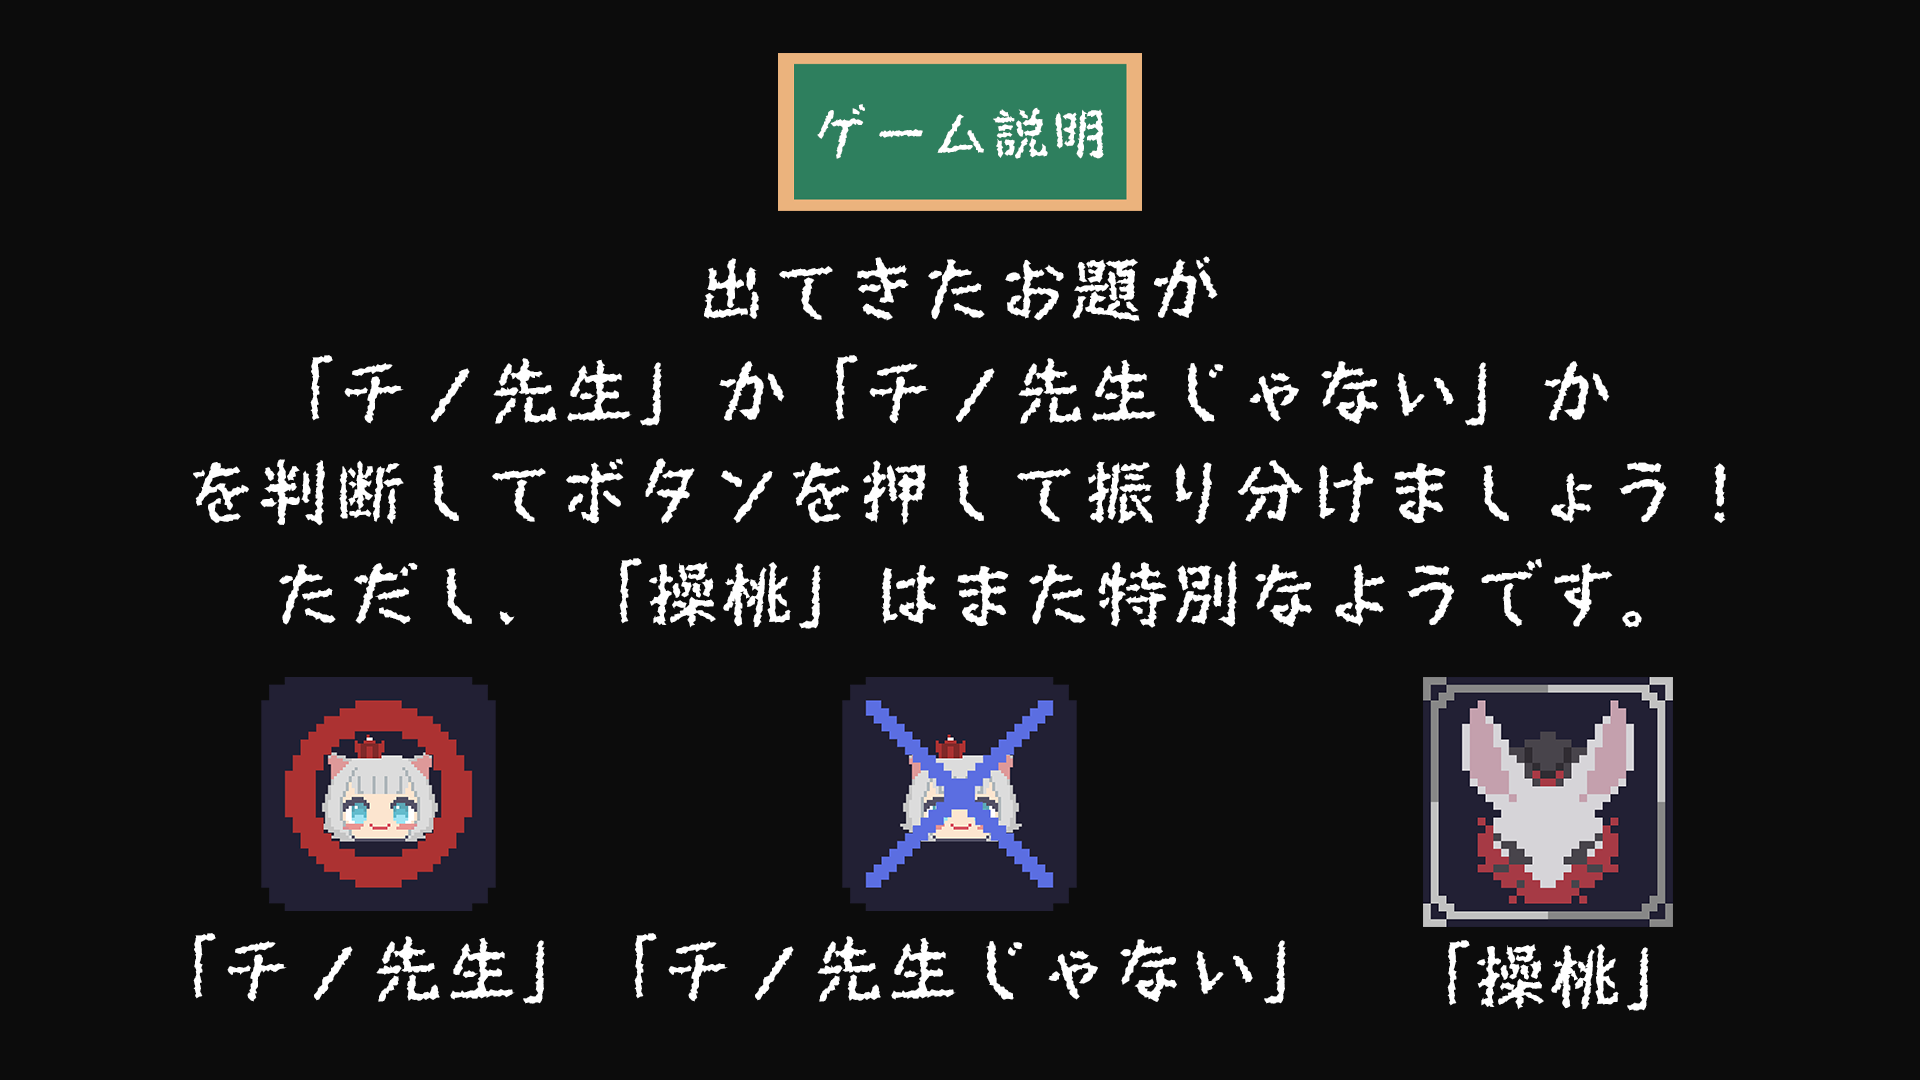 ゲーム説明
出てきたお題が
「チノ先生」か「チノ先生じゃない」か
を判断してボタンを押して振り分けましょう！
ただし、「操桃」はまた特別なようです。
「チノ先生」
「チノ先生じゃない」
「操桃」